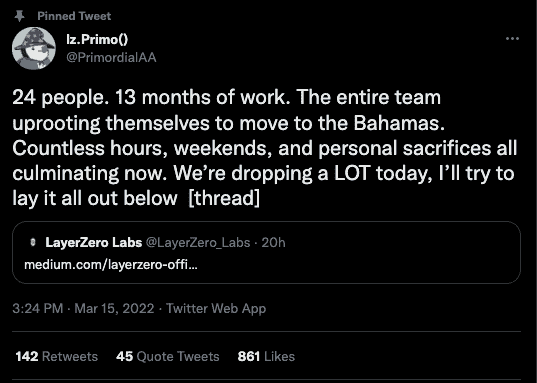 Pinned Tweet
lz.Primo()
@PrimordialAA
24 people. 13 months of work. The entire team
uprooting themselves to move to the Bahamas.
Countless hours, weekends, and personal sacrifices all
culminating now. We’re dropping a LOT today, I’ll try to
lay it all out below [thread]
LayerZero Labs @LayerZero_Labs · 20h
medium.com/layerzero-offi...
3:24 PM · Mar 15, 2022 · Twitter Web App
142 Retweets 45 Quote Tweets 861 Likes